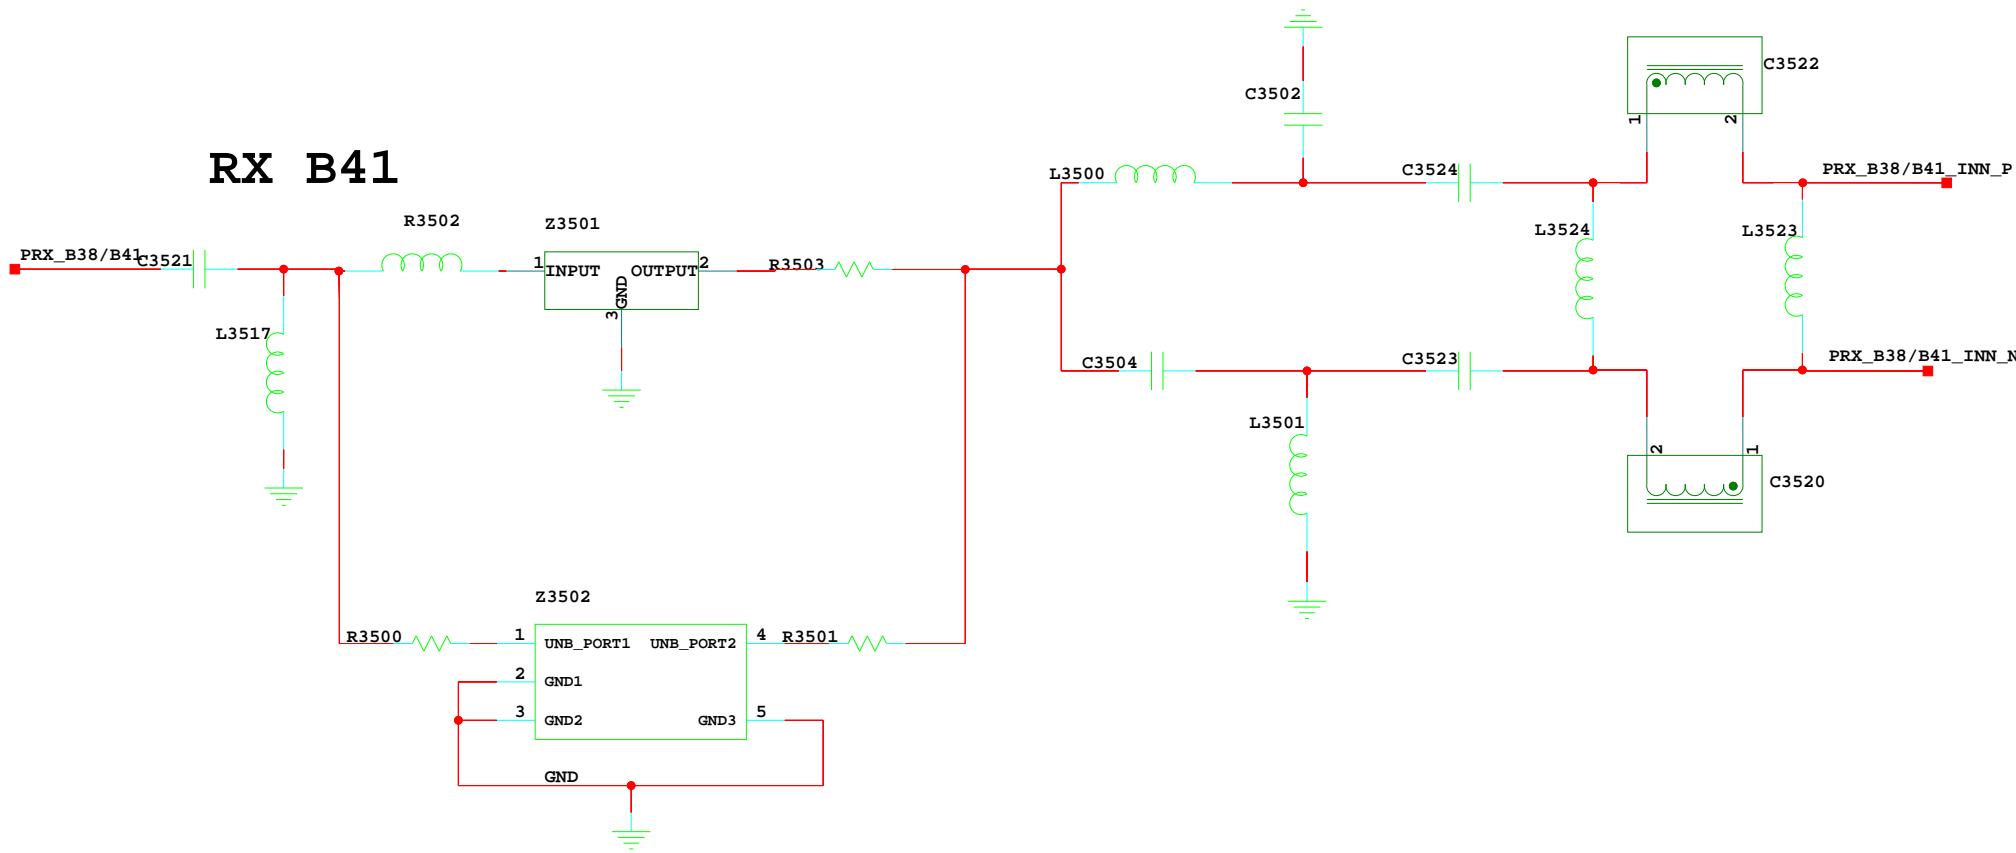 C3522
C3502
1
2
RX B41
L3500
C3524
PRX_B38/B41_INN_P
R3502
Z3501
L3524
L3523
PRX_B38/B41
C3521
1
INPUT
OUTPUT
2
R3503
GND
3
L3517
C3504
C3523
PRX_B38/B41_INN_N
L3501
2
1
C3520
Z3502
R3500
1
UNB_PORT1
UNB_PORT2
4
R3501
2
GND1
3
GND2
GND3
5
GND